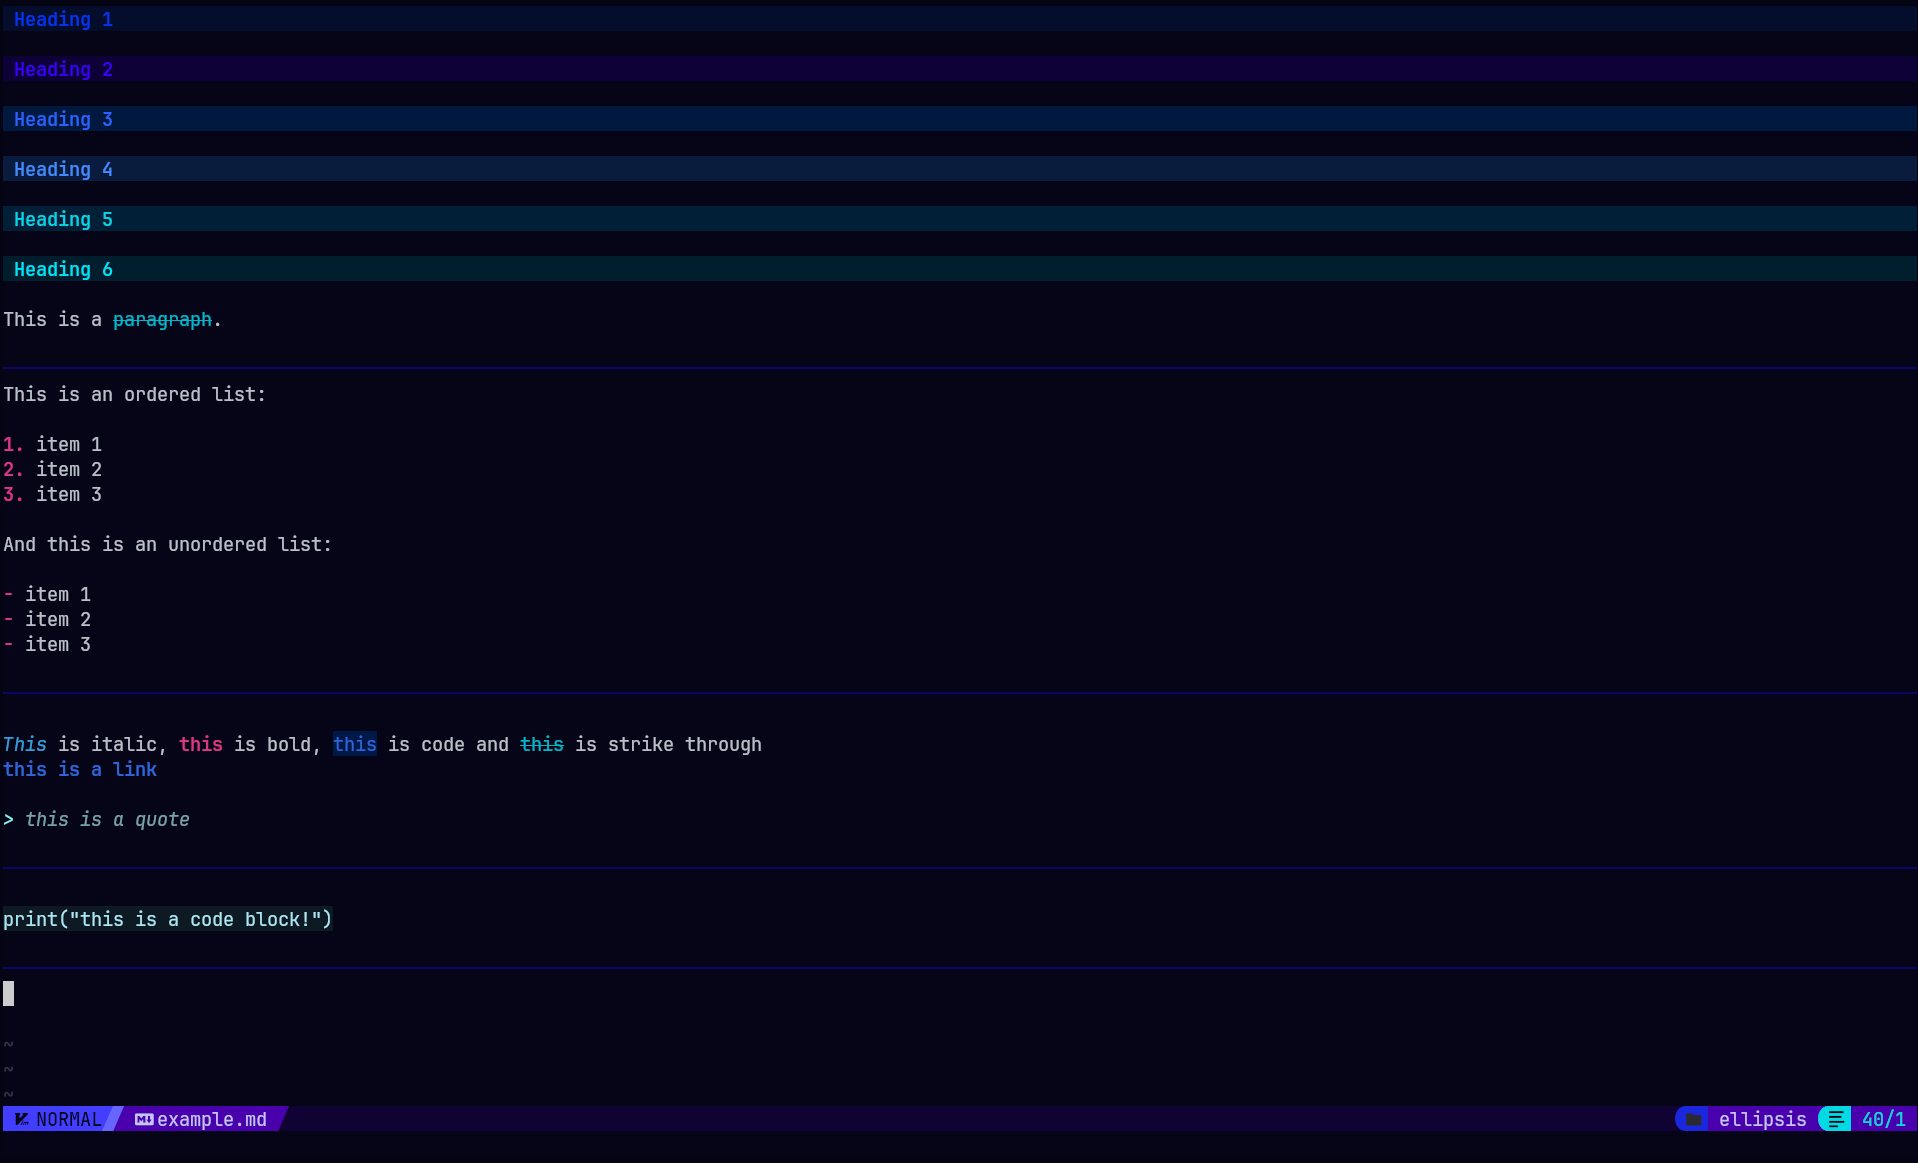 Heading 1
Heading 2
Heading 3
Heading 4
Heading 5
Heading 6
This is a paragraph.
This is an ordered list:
1. item 1
2. item 2
3. item 3
And this is an unordered list:
- item 1
- item 2
- item 3
This is italic, this is bold, this is code and this is strike through
this is a link
> this is a quote
print("this is a code block!")
~
~
~
NORMAL example.md ellipsis 40/1